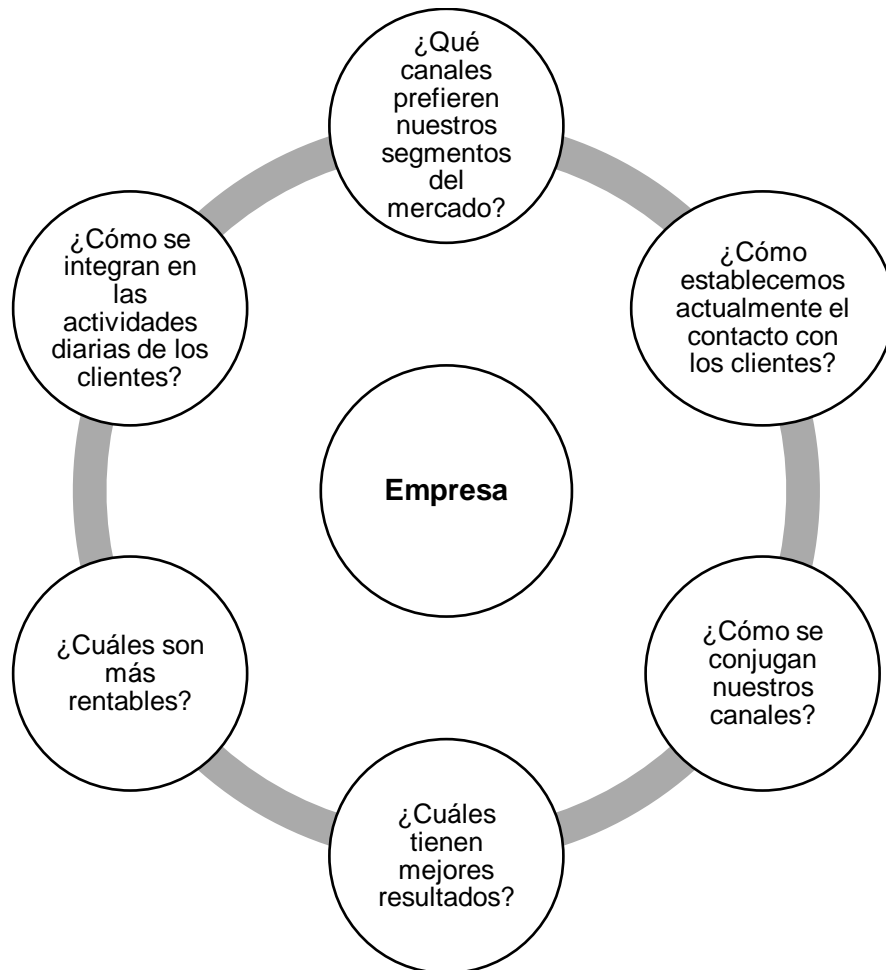 ¿Qué
canales
prefieren
nuestros
segmentos
del
mercado?
¿Cómo
establecemos
actualmente el
contacto con
los clientes?
¿Cómo se
conjugan
nuestros
canales?
¿Cuáles
tienen
mejores
resultados?
¿Cuáles son
más
rentables?
¿Cómo se
integran en
las
actividades
diarias de los
clientes?
Empresa